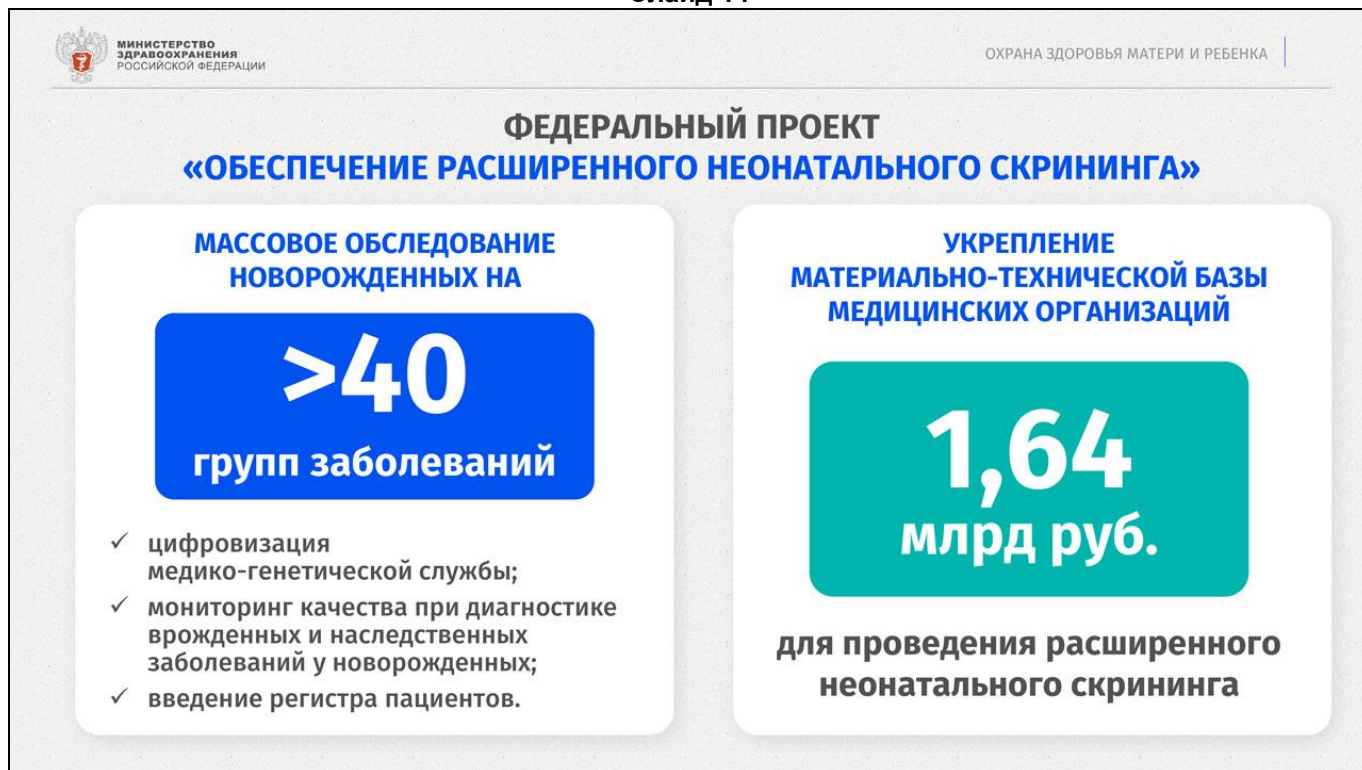 МИНИСТЕРСТВО
ЗДРАВООХРАНЕНИЯ
РОССИЙСКОЙ ФЕДЕРАЦИИ
ОХРАНА ЗДОРОВЬЯ МАТЕРИ И РЕБЕНКА
ФЕДЕРАЛЬНЫЙ ПРОЕКТ
«ОБЕСПЕЧЕНИЕ РАСШИРЕННОГО НЕОНАТАЛЬНОГО СКРИНИНГА»
МАССОВОЕ ОБСЛЕДОВАНИЕ
НОВОРОЖДЕННЫХ НА
>40
групп заболеваний
✓ цифровизация
медико-генетической службы;
✓ мониторинг качества при диагностике
врожденных и наследственных
заболеваний у новорожденных;
✓ введение регистра пациентов.
УКРЕПЛЕНИЕ
МАТЕРИАЛЬНО-ТЕХНИЧЕСКОЙ БАЗЫ
МЕДИЦИНСКИХ ОРГАНИЗАЦИЙ
1,64
млрд руб.
для проведения расширенного
неонатального скрининга